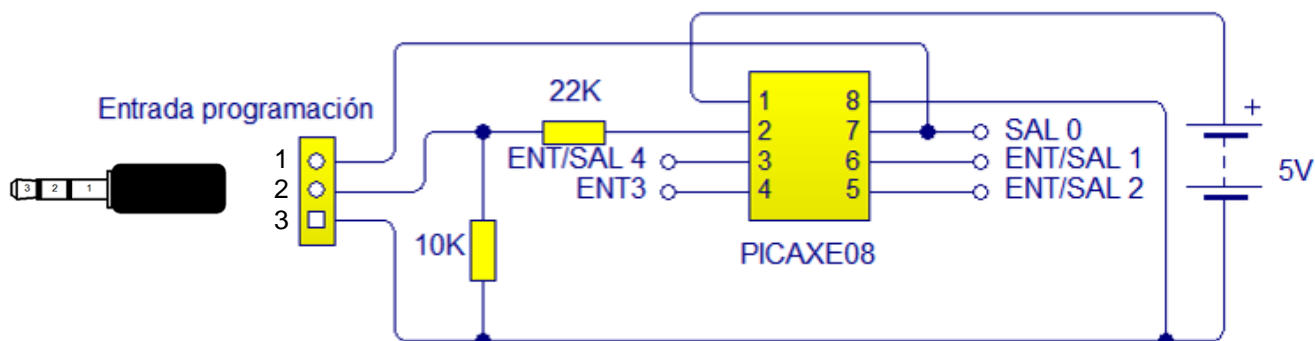 Entrada programación
1
2
3
3 2 1
22K
10K
ENT/SAL 4
ENT3
1 8
2 7
3 6
4 5
PICAXE08
SAL 0
ENT/SAL 1
ENT/SAL 2
+
5V